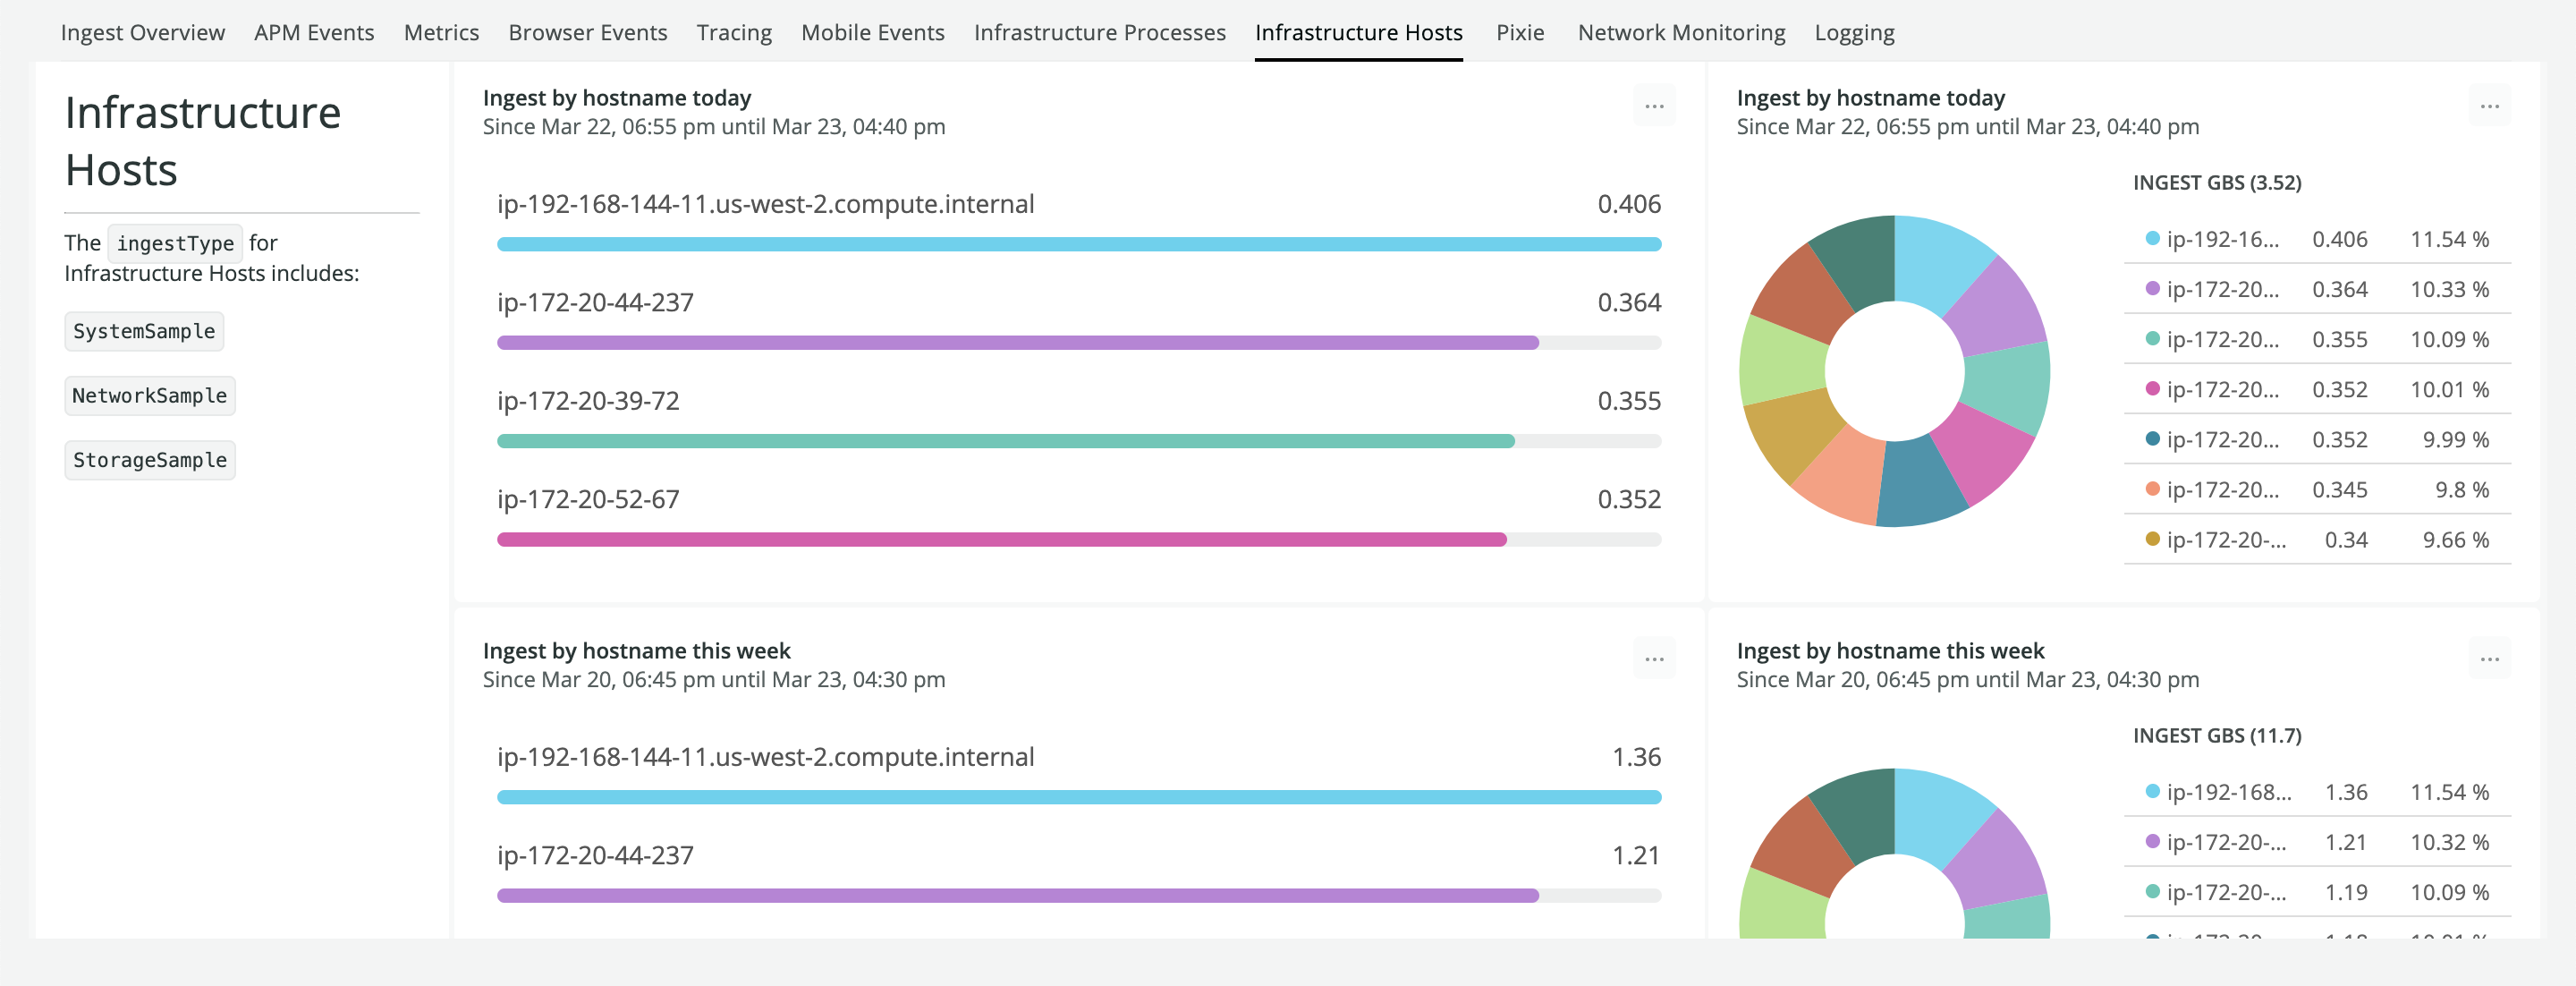 Ingest Overview APM Events Metrics Browser Events Tracing Mobile Events Infrastructure Processes Infrastructure Hosts Pixie Network Monitoring Logging
Infrastructure
Hosts
The ingestType for
Infrastructure Hosts includes:
SystemSample
NetworkSample
StorageSample
Ingest by hostname today
Since Mar 22, 06:55 pm until Mar 23, 04:40 pm
ip-192-168-144-11.us-west-2.compute.internal 0.406
ip-172-20-44-237 0.364
ip-172-20-39-72 0.355
ip-172-20-52-67 0.352
Ingest by hostname today
Since Mar 22, 06:55 pm until Mar 23, 04:40 pm
INGEST GBS (3.52)
ip-192-16... 0.406 11.54 %
ip-172-20... 0.364 10.33 %
ip-172-20... 0.355 10.09 %
ip-172-20... 0.352 10.01 %
ip-172-20... 0.352 9.99 %
ip-172-20... 0.345 9.8 %
ip-172-20-... 0.34 9.66 %
Ingest by hostname this week
Since Mar 20, 06:45 pm until Mar 23, 04:30 pm
ip-192-168-144-11.us-west-2.compute.internal 1.36
ip-172-20-44-237 1.21
Ingest by hostname this week
Since Mar 20, 06:45 pm until Mar 23, 04:30 pm
INGEST GBS (11.7)
ip-192-168... 1.36 11.54 %
ip-172-20-... 1.21 10.32 %
ip-172-20-... 1.19 10.09 %